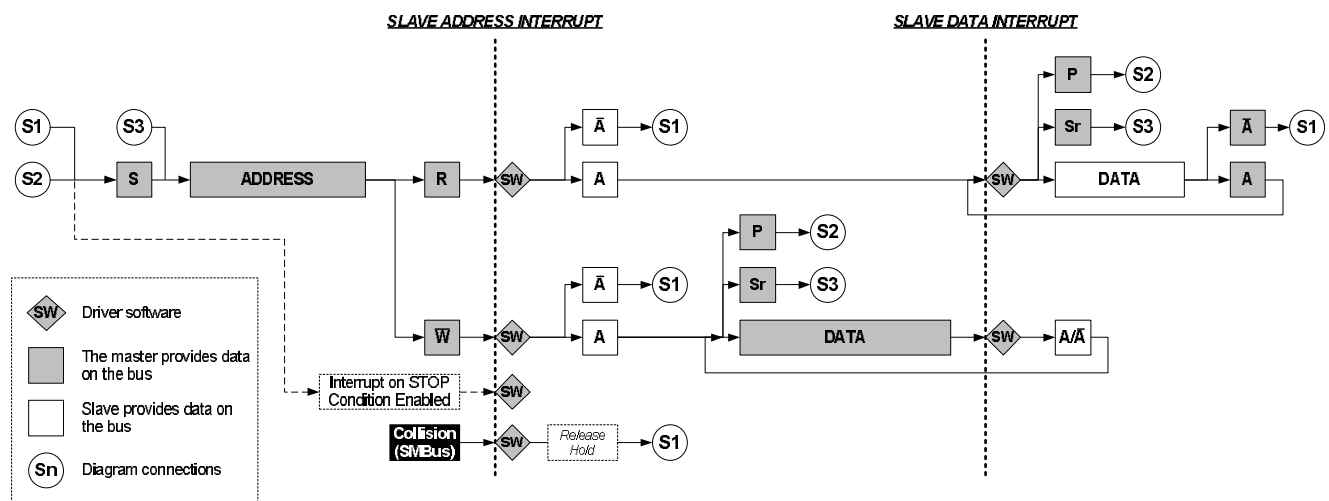 SLAVE ADDRESS INTERRUPT
SLAVE DATA INTERRUPT
P
S2
S1
S3
A̅
S1
Sr
S3
A̅
S1
S2
S
ADDRESS
R
SW
A
SW
DATA
A
P
S2
A̅
S1
Sr
S3
W̅
SW
A
DATA
SW
A/A̅
Interrupt on STOP
Condition Enabled
SW
Collision
(SMBus)
SW
Release
Hold
S1
SW
Driver software
The master provides data
on the bus
Slave provides data on
the bus
Sn
Diagram connections